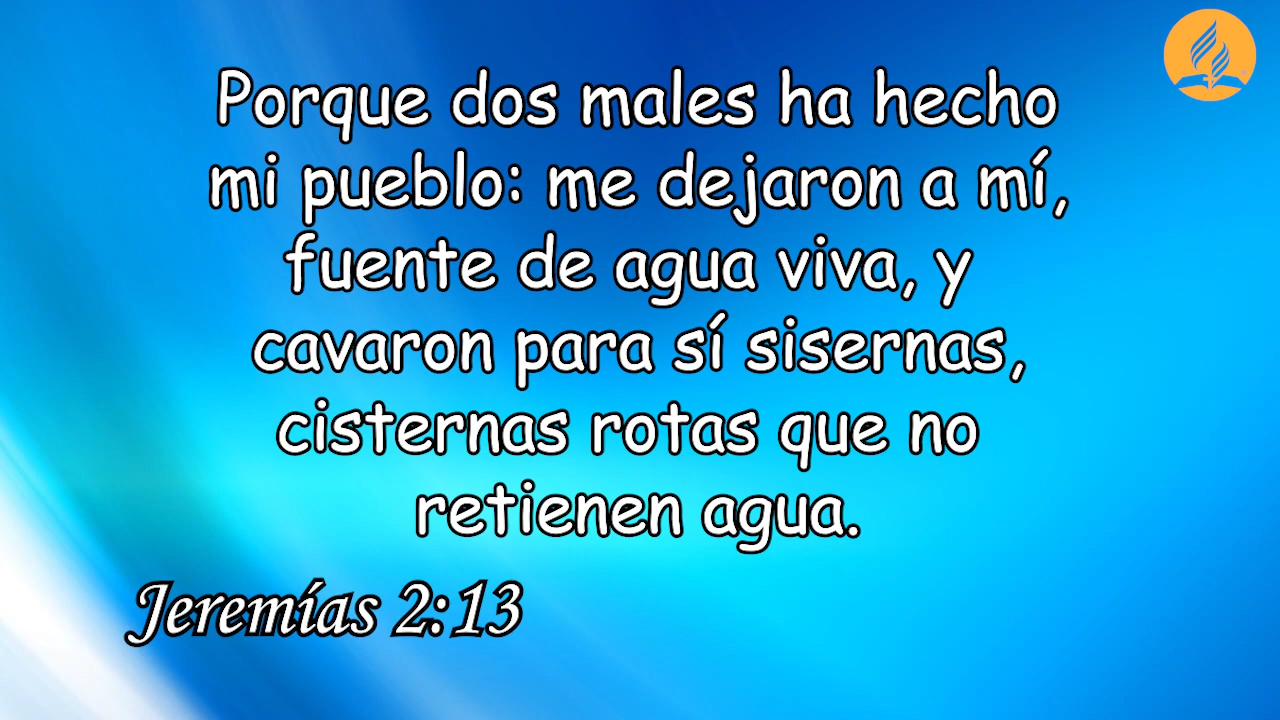 Porque dos males ha hecho
mi pueblo: me dejaron a mí,
fuente de agua viva, y
cavaron para sí sisernas,
cisternas rotas que no
retienen agua.
Jeremías 2:13